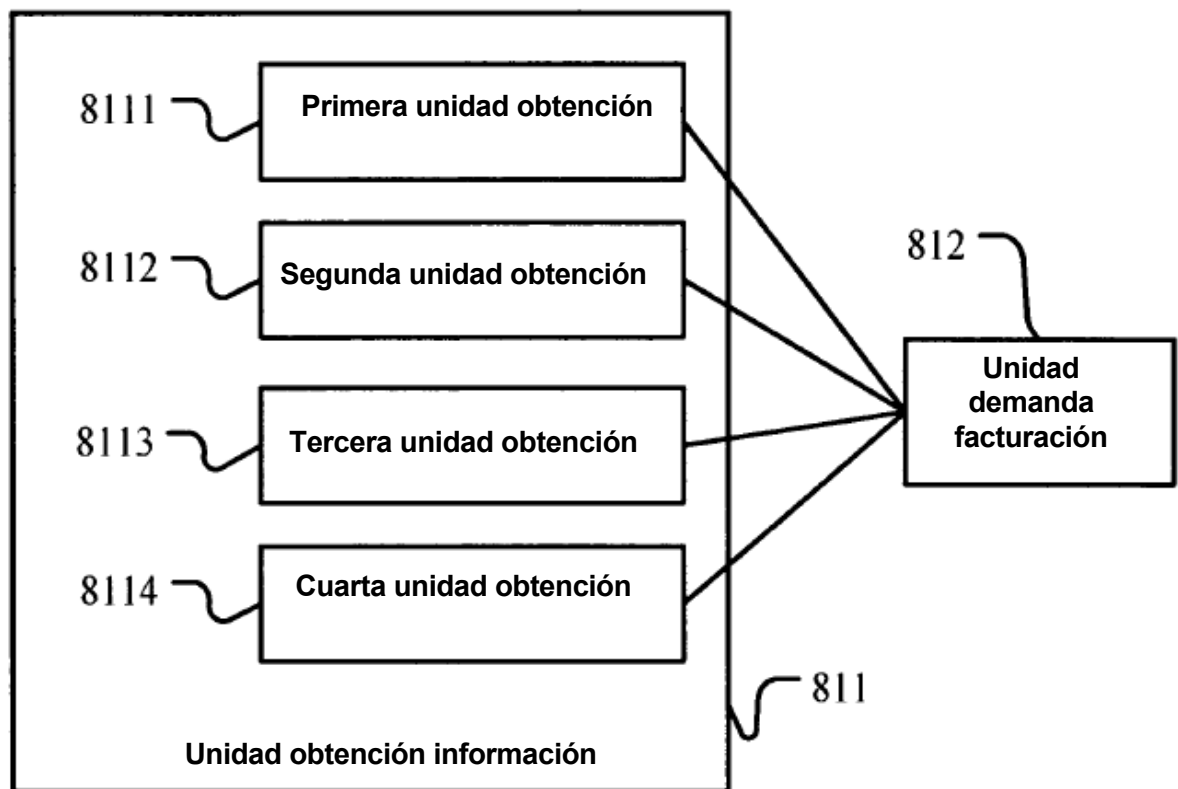 8111
Primera unidad obtención
8112
Segunda unidad obtención
812
Unidad
demanda
facturación
8113
Tercera unidad obtención
8114
Cuarta unidad obtención
811
Unidad obtención información